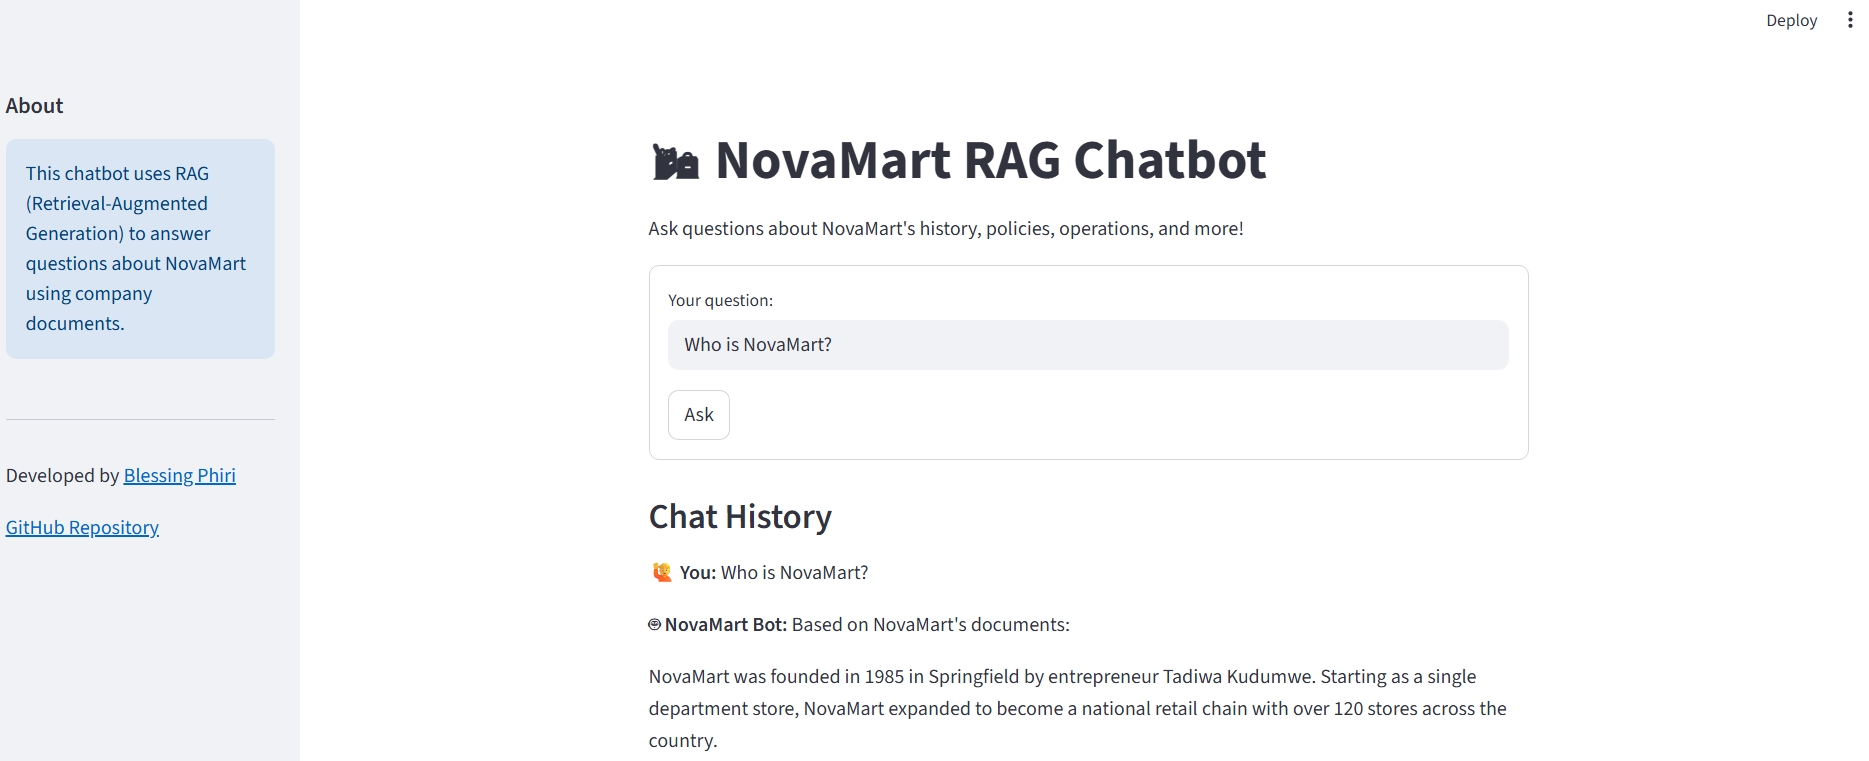 Deploy
About
This chatbot uses RAG
(Retrieval-Augmented
Generation) to answer
questions about NovaMart
using company
documents.
Developed by Blessing Phiri
GitHub Repository
NovaMart RAG Chatbot
Ask questions about NovaMart's history, policies, operations, and more!
Your question:
Who is NovaMart?
Ask
Chat History
You: Who is NovaMart?
NovaMart Bot: Based on NovaMart's documents:
NovaMart was founded in 1985 in Springfield by entrepreneur Tadiwa Kudumwe. Starting as a single
department store, NovaMart expanded to become a national retail chain with over 120 stores across the
country.